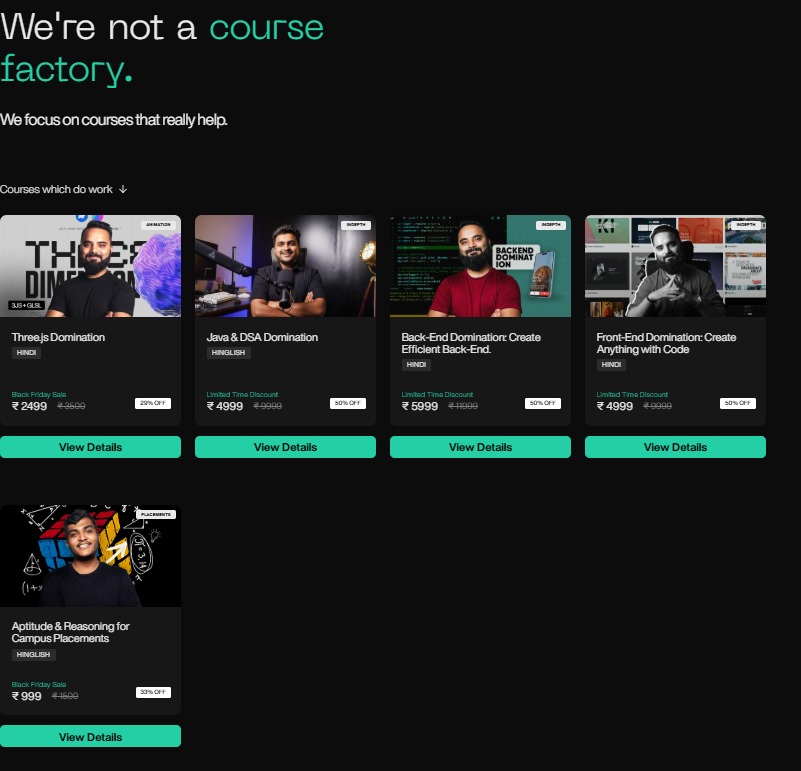 We're not a course
factory.
We focus on courses that really help.
Courses which do work ↓
ANIMATION
THREE
DIMENSION
3JS+GLSL
Three.js Domination
HINDI
Black Friday Sale
₹ 2499 ₹ 3500
29% OFF
View Details
INDEPTH
Java & DSA Domination
HINGLISH
Limited Time Discount
₹ 4999 ₹ 9999
50% OFF
View Details
INDEPTH
BACKEND
DOMINAT
ION
Back-End Domination: Create
Efficient Back-End.
HINDI
Limited Time Discount
₹ 5999 ₹ 11999
50% OFF
View Details
INDEPTH
Front-End Domination: Create
Anything with Code
HINDI
Limited Time Discount
₹ 4999 ₹ 9999
50% OFF
View Details
PLACEMENTS
(1+
Aptitude & Reasoning for
Campus Placements
HINGLISH
Black Friday Sale
₹ 999 ₹ 1500
33% OFF
View Details